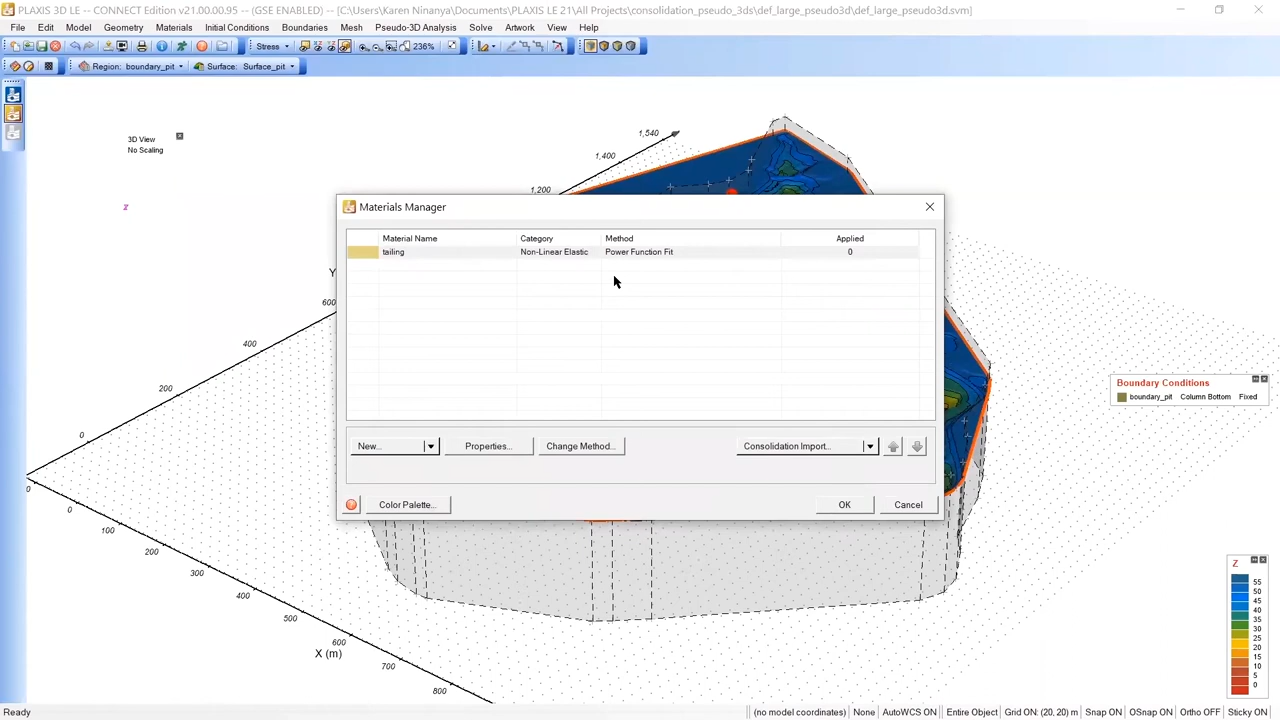 PLAXIS 3D LE -- CONNECT Edition v21.00.00.95 -- (GSE ENABLED) -- [C:\Users\Karen Ninanya\Documents\PLAXIS LE 21\All Projects\consolidation_pseudo_3ds\def_large_pseudo3d\def_large_pseudo3d.svm]
File Edit Model Geometry Materials Initial Conditions Boundaries Mesh Pseudo-3D Analysis Solve Artwork View Help
Stress 236%
Region: boundary_pit Surface: Surface_pit
3D View
No Scaling
1,540
1,400
1,200
Z
Materials Manager
Material Name Category Method Applied
tailing Non-Linear Elastic Power Function Fit 0
New... Properties... Change Method... Consolidation Import...
Color Palette... OK Cancel
Y
600
400
200
0
0
0
100
200
300
400
500
600
700
800
X (m)
Boundary Conditions
boundary_pit Column Bottom Fixed
Z
55
50
45
40
35
30
25
20
15
10
5
0
Ready (no model coordinates) None AutoWCS ON Entire Object Grid ON: (20, 20) m Snap ON OSnap ON Ortho OFF Sticky ON